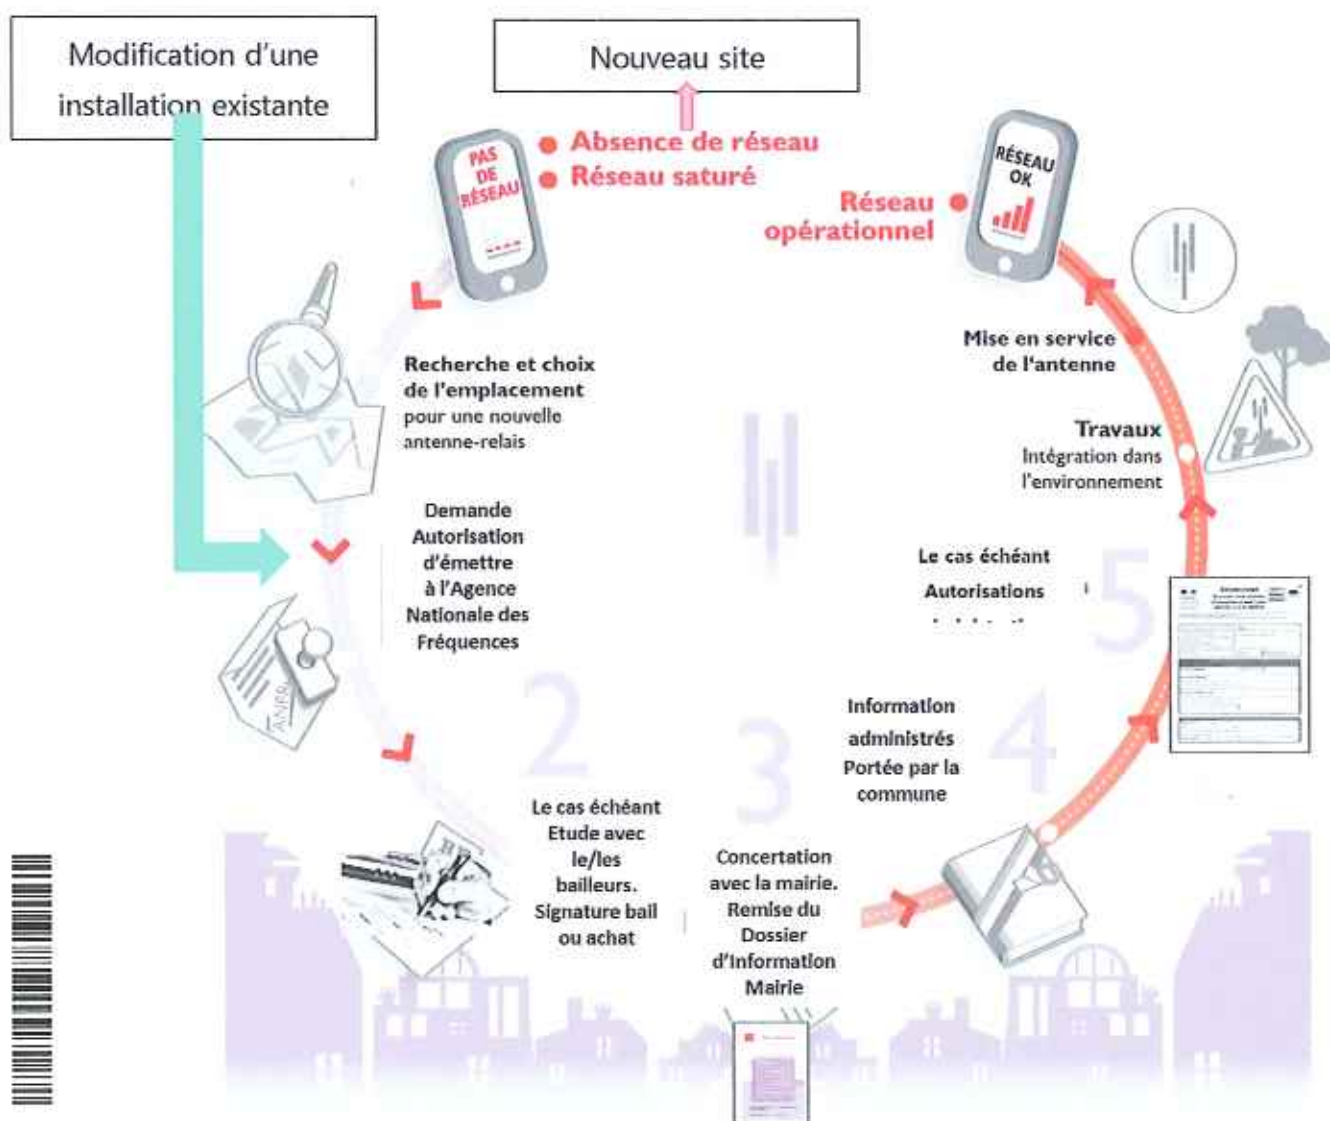 Modification d'une
installation existante
Nouveau site
PAS
DE
RÉSEAU
Absence de réseau
Réseau saturé
RÉSEAU
OK
Réseau
opérationnel
Recherche et choix
de l'emplacement
pour une nouvelle
antenne-relais
Mise en service
de l'antenne
Travaux
Intégration dans
l'environnement
Demande
Autorisation
d'émettre
à l'Agence
Nationale des
Fréquences
ANFR
Le cas échéant
Autorisations
5
Information
administrés
Portée par la
commune
4
2
Le cas échéant
Etude avec
le/les
bailleurs.
Signature bail
ou achat
3
Concertation
avec la mairie.
Remise du
Dossier
d'Information
Mairie